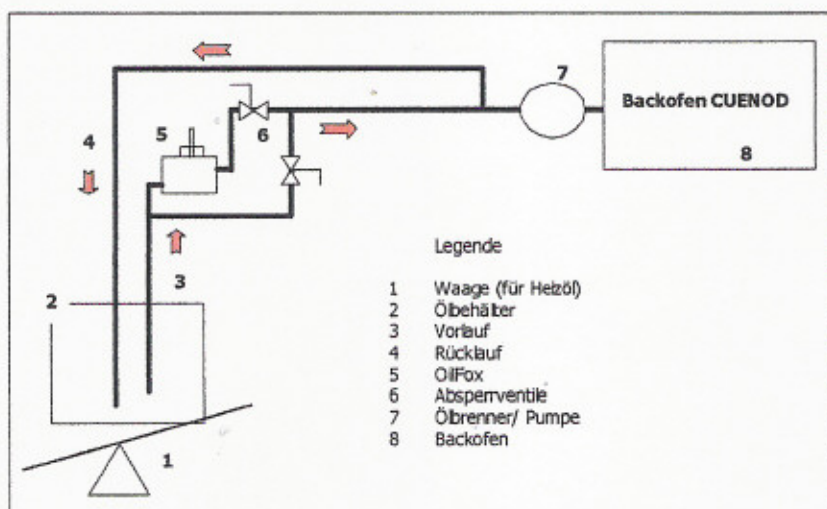 7
Backofen CUENOD
8
5
6
4
3
2
1
Legende
1 Waage (für Heizöl)
2 Ölbehälter
3 Vorlauf
4 Rücklauf
5 OilFox
6 Absperrventile
7 Ölbrenner/ Pumpe
8 Backofen